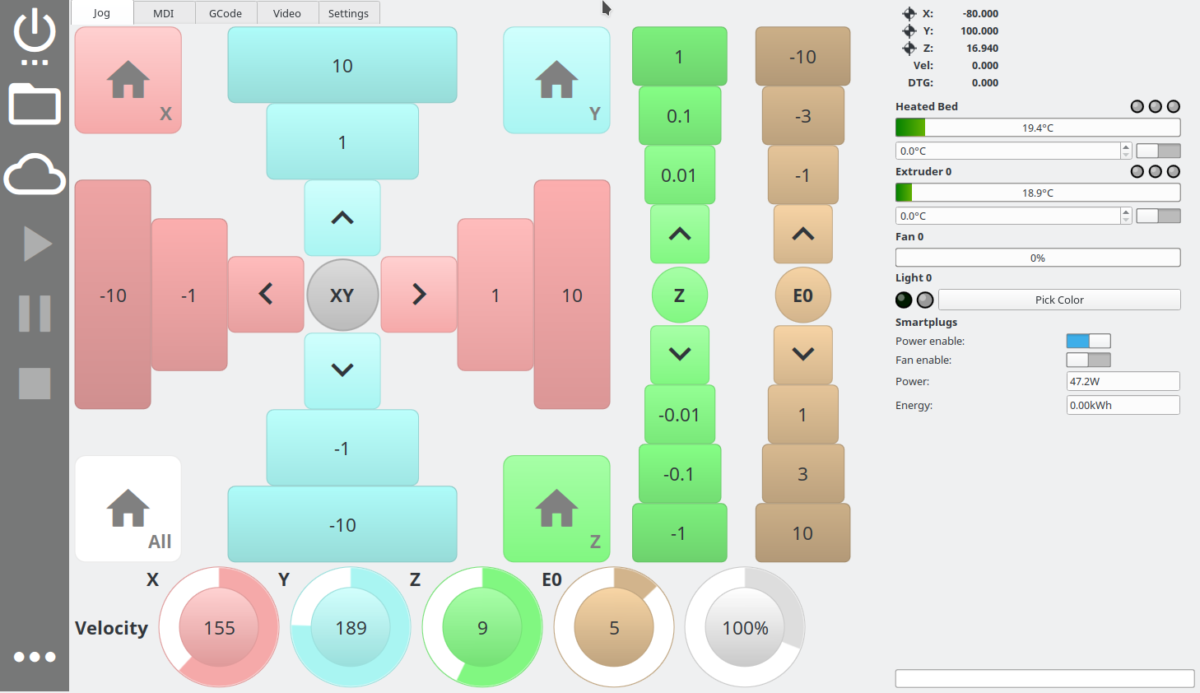 Jog MDI GCode Video Settings
X
10
Y
1
-10
-1
XY
1
10
-1
-10
All
Z
1
0.1
0.01
Z
-0.01
-0.1
-1
-10
-3
-1
E0
1
3
10
X Y Z E0
Velocity 155 189 9 5 100%
X: -80.000
Y: 100.000
Z: 16.940
Vel: 0.000
DTG: 0.000
Heated Bed
19.4°C
0.0°C
Extruder 0
18.9°C
0.0°C
Fan 0
0%
Light 0
Pick Color
Smartplugs
Power enable:
Fan enable:
Power: 47.2W
Energy: 0.00kWh